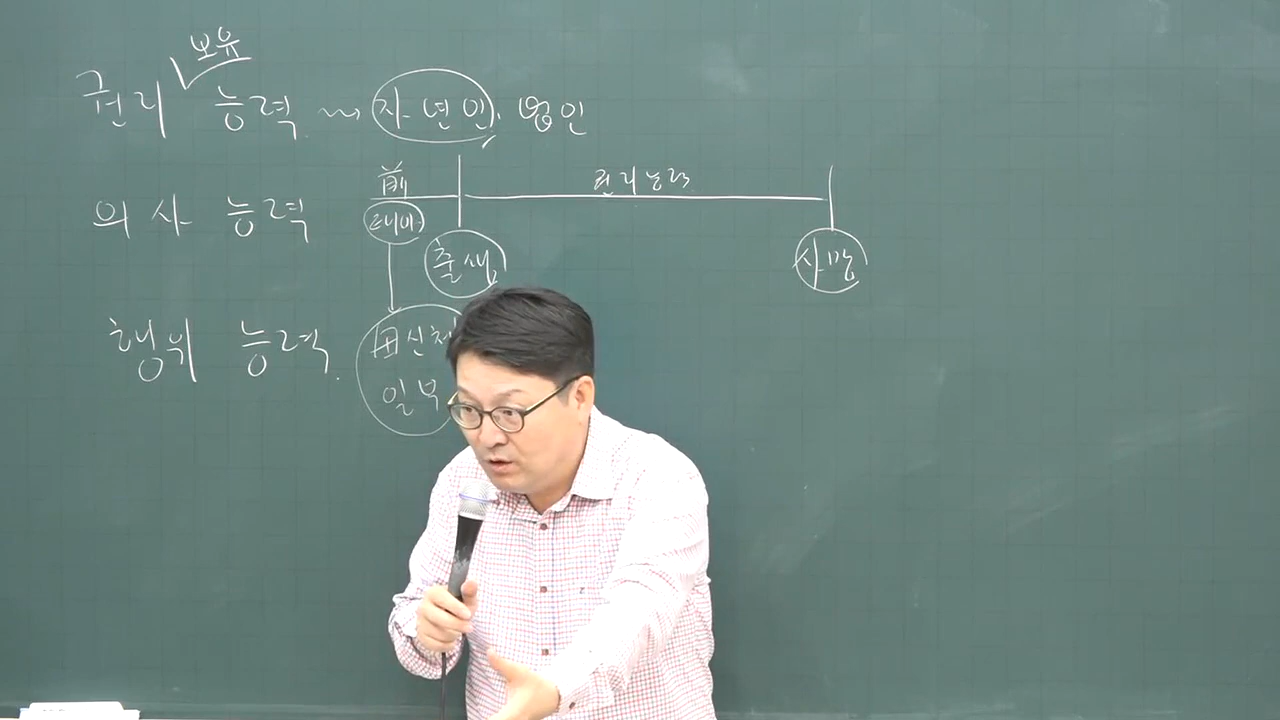 보유
권리 능력 자연인, 법인
前 권리능력
의사 능력 태아
출생 사망
행위 능력.
신체
일부